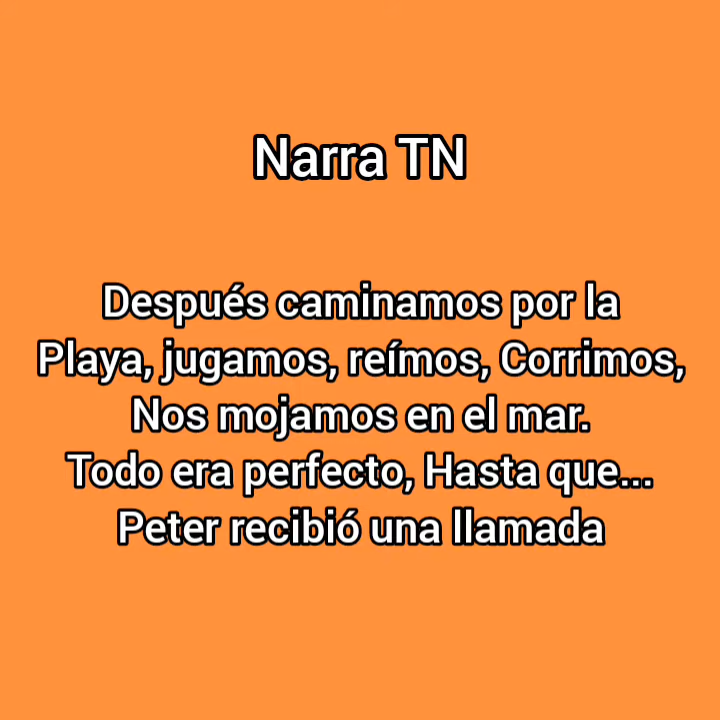 Narra TN
Después caminamos por la
Playa, jugamos, reímos, Corrimos,
Nos mojamos en el mar.
Todo era perfecto, Hasta que...
Peter recibió una llamada